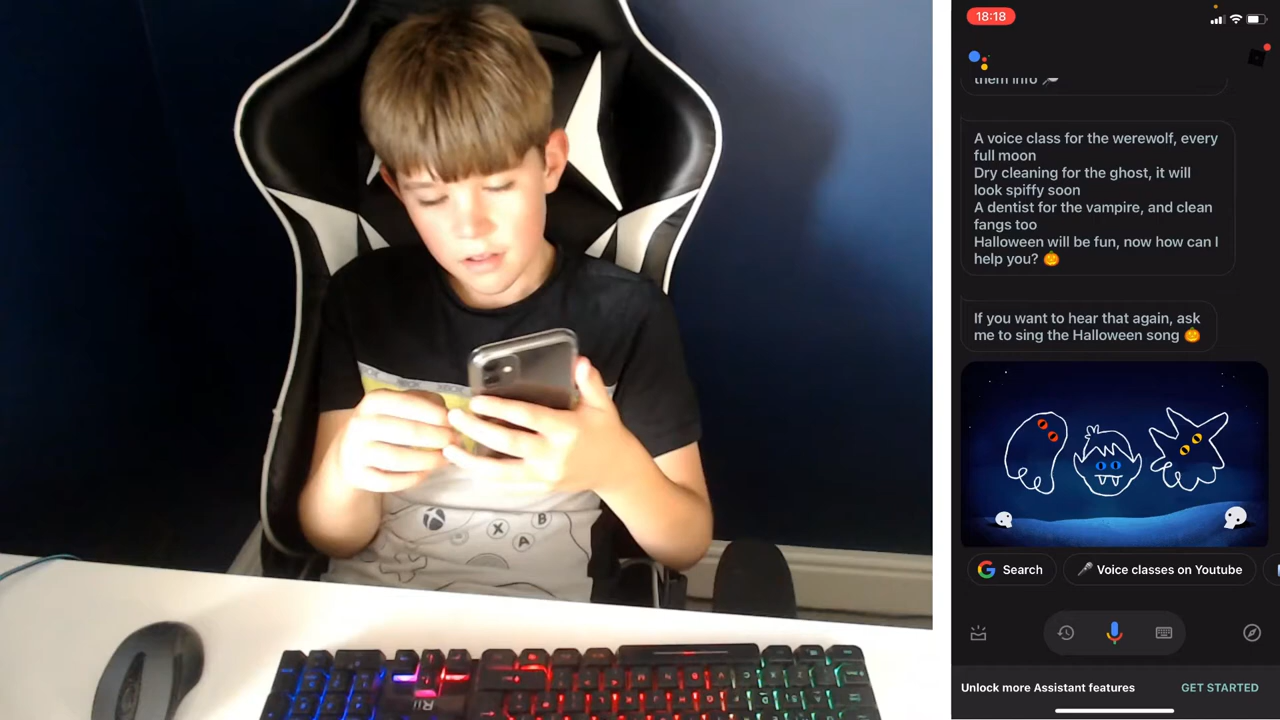 18:18
them info
A voice class for the werewolf, every
full moon
Dry cleaning for the ghost, it will
look spiffy soon
A dentist for the vampire, and clean
fangs too
Halloween will be fun, now how can I
help you? 🎃
If you want to hear that again, ask
me to sing the Halloween song 🎃
Search
Voice classes on Youtube
Unlock more Assistant features
GET STARTED
X
B
A